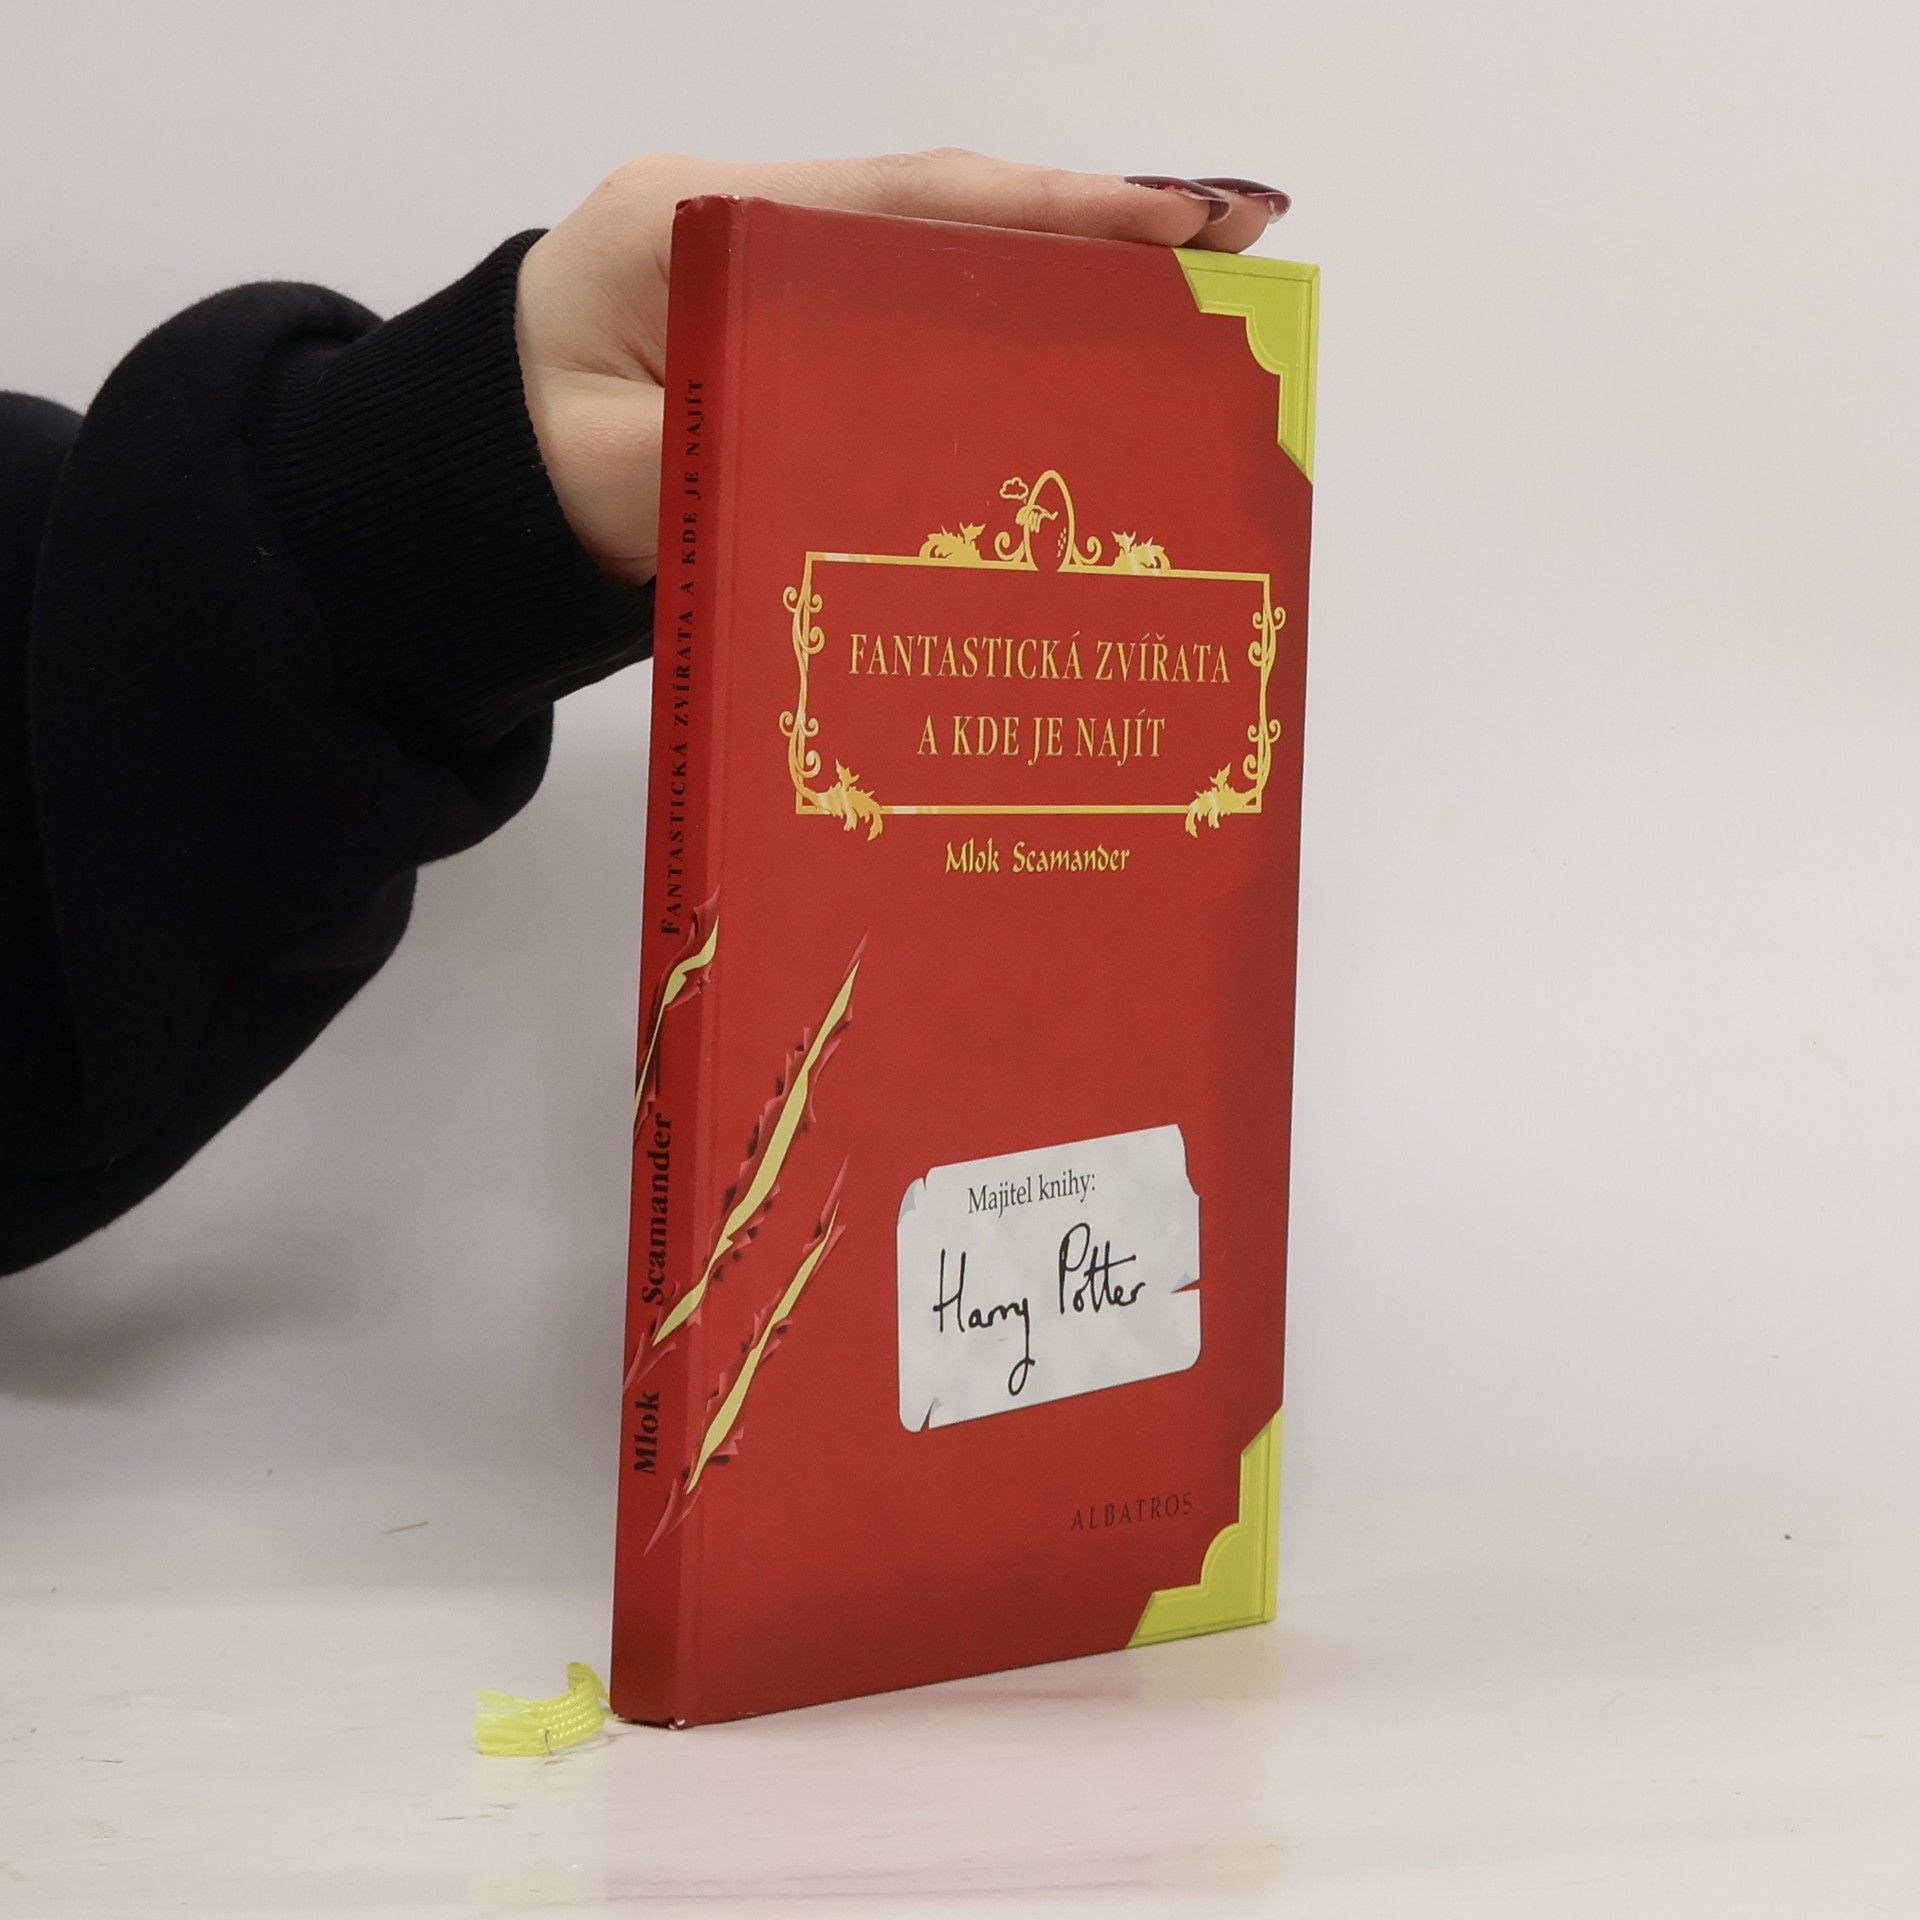 FANTASTICKÁ ZVÍŘATA A KDE JE NAJÍT
Mlok Scamander
FANTASTICKÁ ZVÍŘATA
A KDE JE NAJÍT
Mlok Scamander
Majitel knihy:
Harry Potter
ALBATROS